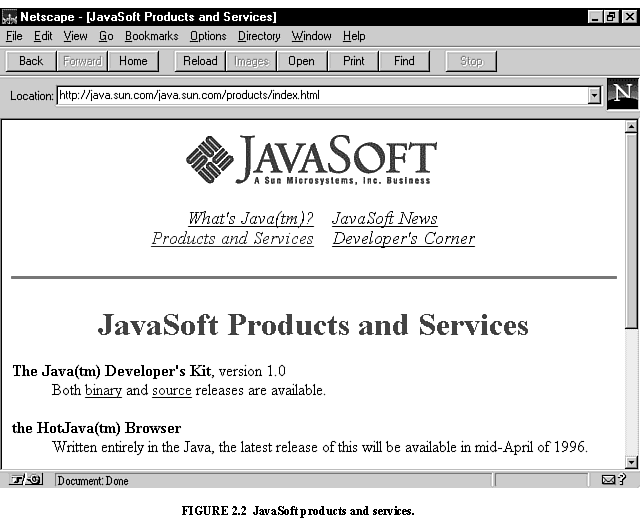 Netscape - [JavaSoft Products and Services]
File Edit View Go Bookmarks Options Directory Window Help
Back Forward Home Reload Images Open Print Find Stop
Location: http://java.sun.com/java.sun.com/products/index.html
N
JAVASOFT
A Sun Microsystems, Inc. Business
What's Java(tm)? JavaSoft News
Products and Services Developer's Corner
JavaSoft Products and Services
The Java(tm) Developer's Kit, version 1.0
Both binary and source releases are available.
the HotJava(tm) Browser
Written entirely in the Java, the latest release of this will be available in mid-April of 1996.
Document: Done
?
FIGURE 2.2 JavaSoft products and services.